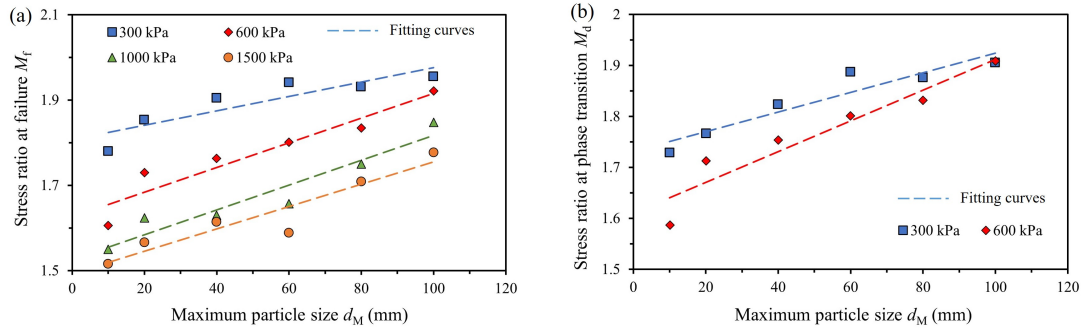 (a)
2.1
1.9
1.7
1.5
0 20 40 60 80 100 120
Stress ratio at failure Mf
Maximum particle size dM (mm)
300 kPa 600 kPa Fitting curves
1000 kPa 1500 kPa
(b)
2
1.9
1.8
1.7
1.6
1.5
0 20 40 60 80 100 120
Stress ratio at phase transition Md
Maximum particle size dM (mm)
Fitting curves
300 kPa 600 kPa